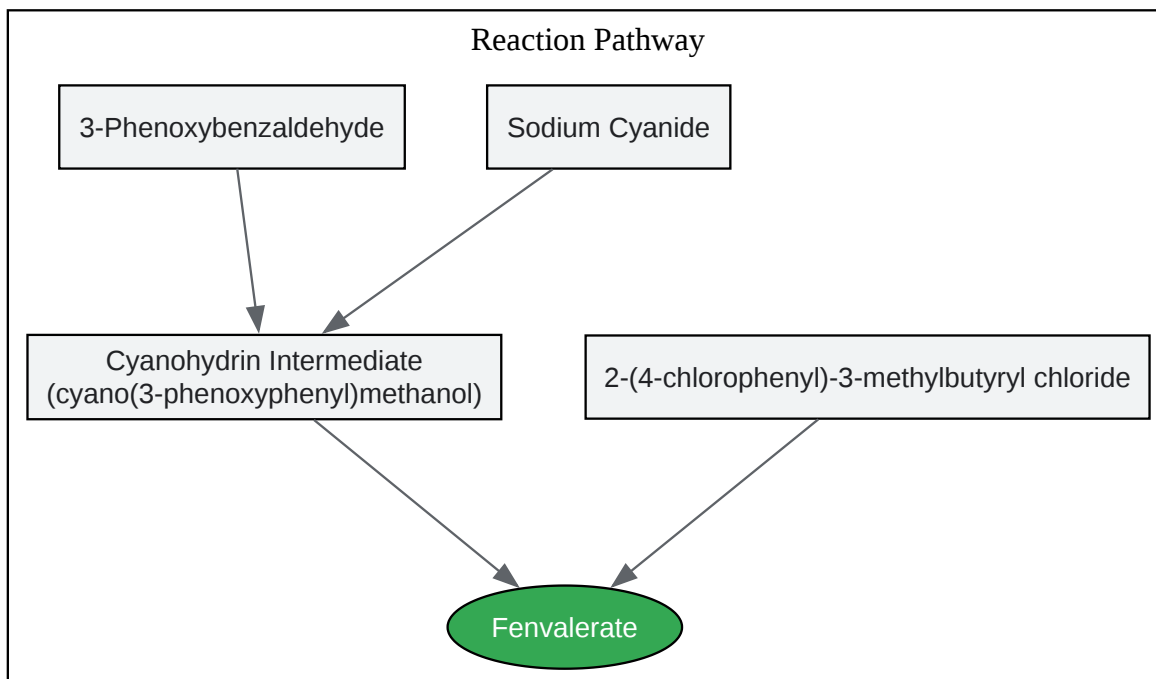 Reaction Pathway
3-Phenoxybenzaldehyde
Sodium Cyanide
Cyanohydrin Intermediate
(cyano(3-phenoxyphenyl)methanol)
2-(4-chlorophenyl)-3-methylbutyryl chloride
Fenvalerate